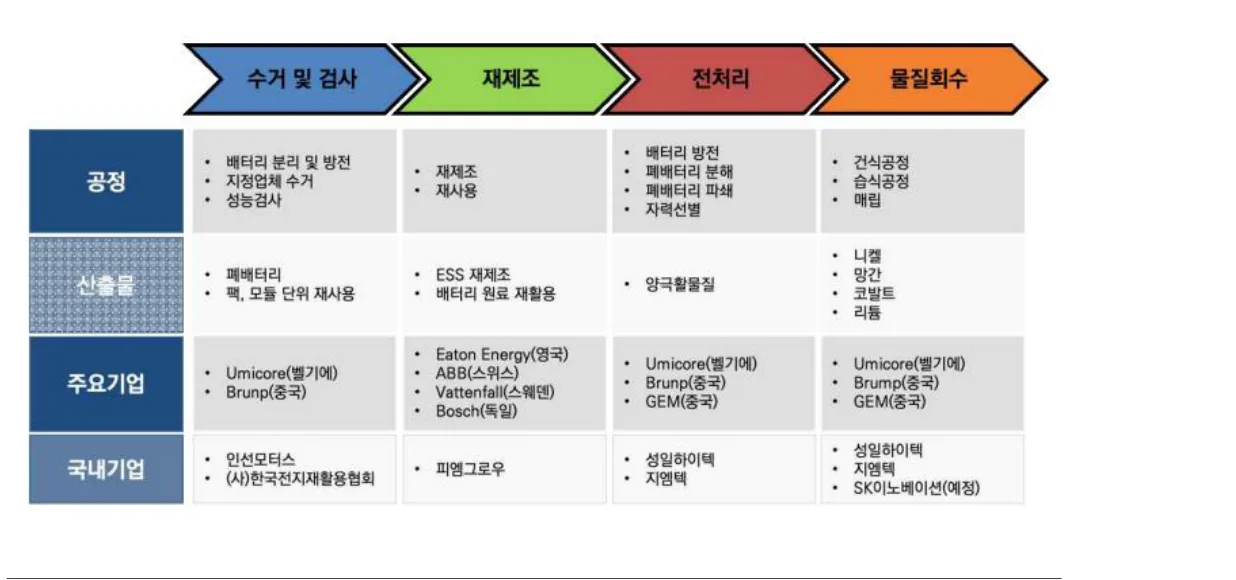 수거 및 검사
재제조
전처리
물질회수
공정
• 배터리 분리 및 방전
• 지정업체 수거
• 성능검사
• 재제조
• 재사용
• 배터리 방전
• 폐배터리 분해
• 폐배터리 파쇄
• 자력선별
• 건식공정
• 습식공정
• 매립
산출물
• 폐배터리
• 팩, 모듈 단위 재사용
• ESS 재제조
• 배터리 원료 재활용
• 양극활물질
• 니켈
• 망간
• 코발트
• 리튬
주요기업
• Umicore(벨기에)
• Brunp(중국)
• Eaton Energy(영국)
• ABB(스위스)
• Vattenfall(스웨덴)
• Bosch(독일)
• Umicore(벨기에)
• Brunp(중국)
• GEM(중국)
• Umicore(벨기에)
• Brump(중국)
• GEM(중국)
국내기업
• 인선모터스
• (사)한국전지재활용협회
• 피엠그로우
• 성일하이텍
• 지엠텍
• 성일하이텍
• 지엠텍
• SK이노베이션(예정)